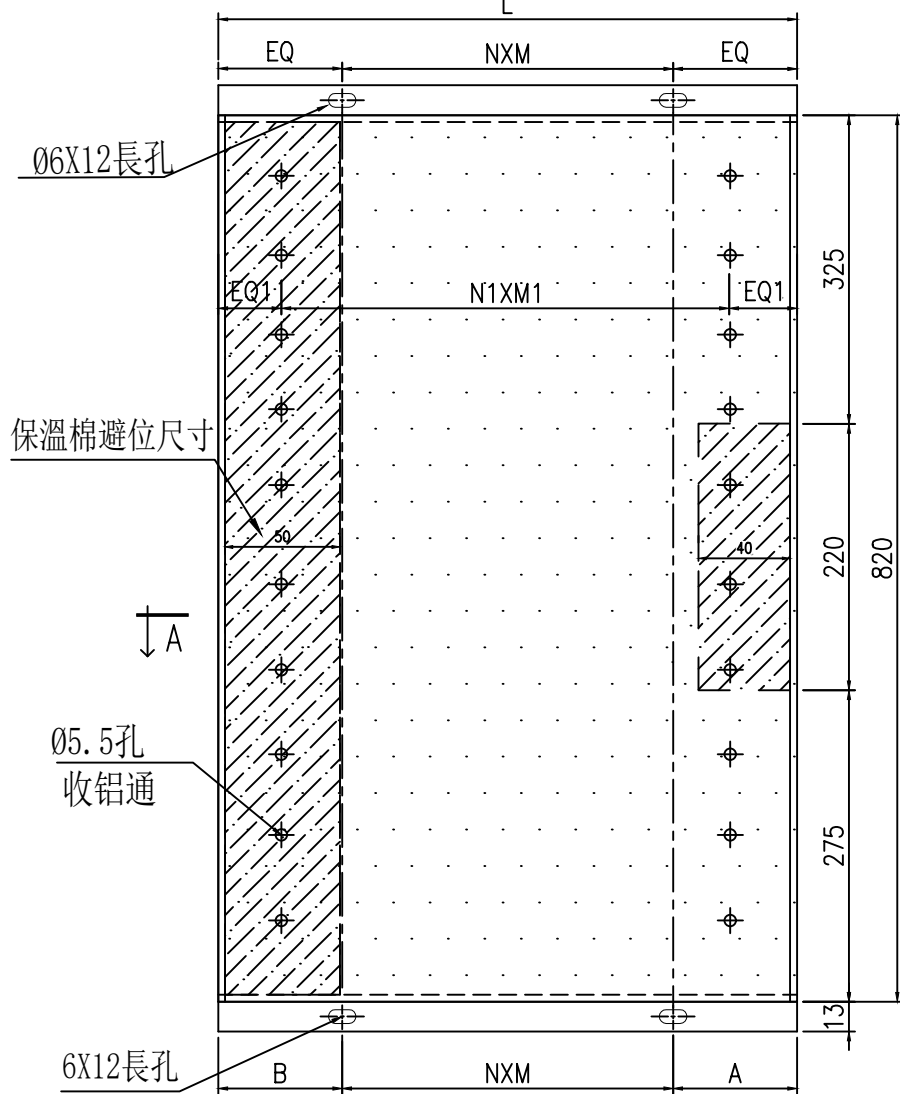 L
EQ NXM EQ
Ø6X12長孔
325
EQ1 N1XM1 EQ1
保溫棉避位尺寸
50
40
220
820
A
Ø5.5孔
收铝通
275
13
6X12長孔
B NXM A